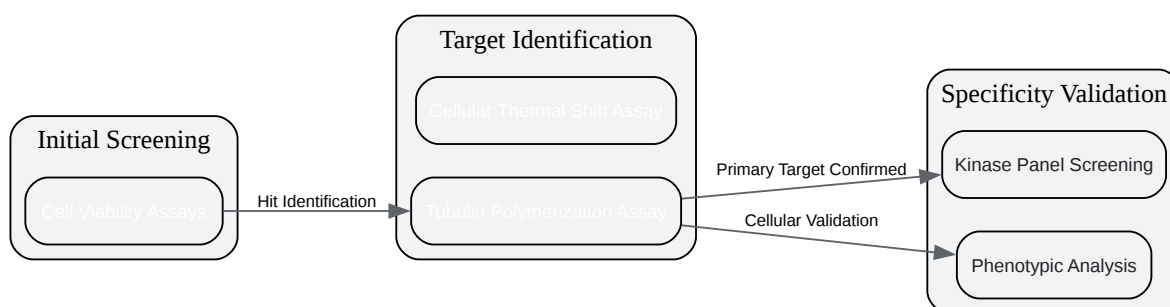 Initial Screening
Cell Viability Assays
Hit Identification
Target Identification
Cellular Thermal Shift Assay
Tubulin Polymerization Assay
Primary Target Confirmed
Cellular Validation
Specificity Validation
Kinase Panel Screening
Phenotypic Analysis